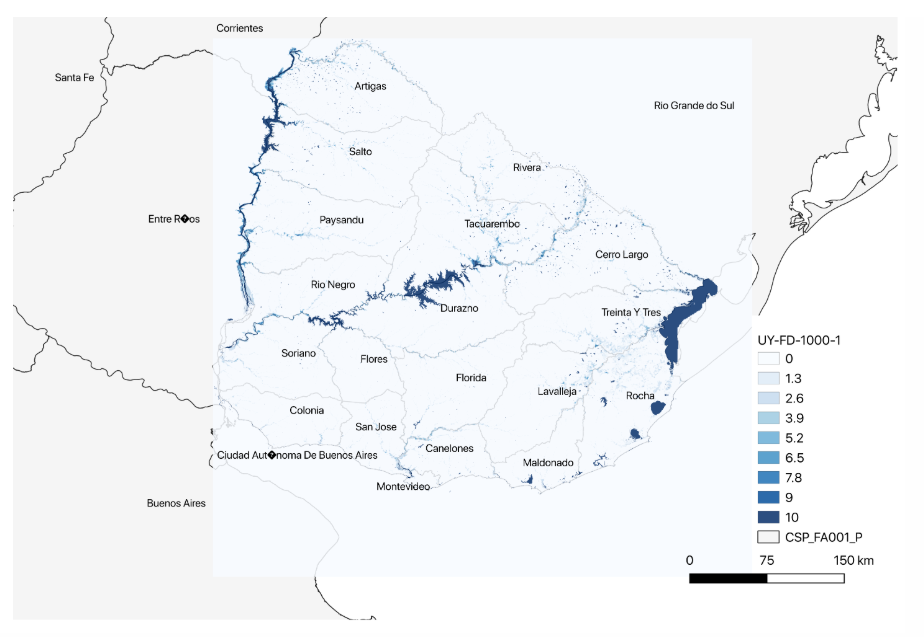 Corrientes
Santa Fe
Artigas
Rio Grande do Sul
Salto
Rivera
Entre R�os
Paysandu
Tacuarembo
Cerro Largo
Rio Negro
Durazno
Treinta Y Tres
UY-FD-1000-1
0
1.3
2.6
3.9
5.2
6.5
7.8
9
10
CSP_FA001_P
Soriano
Flores
Florida
Lavalleja
Rocha
Colonia
San Jose
Canelones
Ciudad Aut�noma De Buenos Aires
Maldonado
Montevideo
Buenos Aires
0 75 150 km